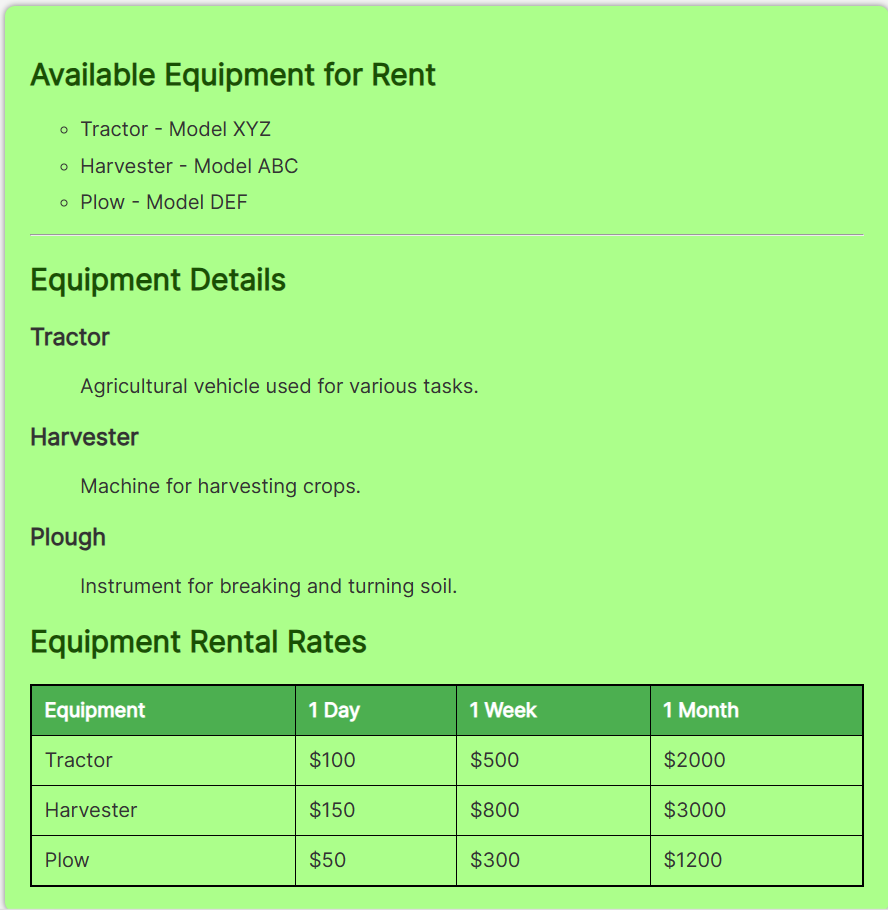 Available Equipment for Rent
Tractor - Model XYZ
Harvester - Model ABC
Plow - Model DEF
Equipment Details
Tractor
Agricultural vehicle used for various tasks.
Harvester
Machine for harvesting crops.
Plough
Instrument for breaking and turning soil.
Equipment Rental Rates
Equipment 1 Day 1 Week 1 Month
Tractor $100 $500 $2000
Harvester $150 $800 $3000
Plow $50 $300 $1200